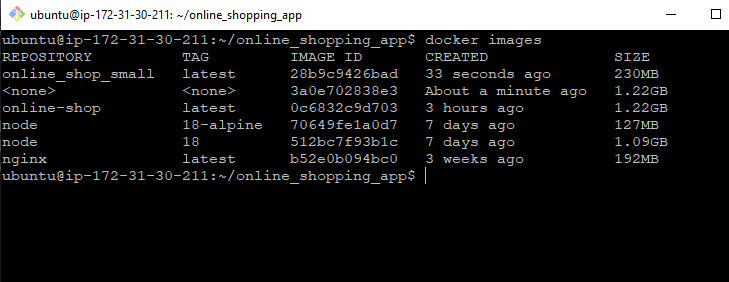 ubuntu@ip-172-31-30-211: ~/online_shopping_app
ubuntu@ip-172-31-30-211:~/online_shopping_app$ docker images
REPOSITORY TAG IMAGE ID CREATED SIZE
online_shop_small latest 28b9c9426bad 33 seconds ago 230MB
<none> <none> 3a0e702838e3 About a minute ago 1.22GB
online-shop latest 0c6832c9d703 3 hours ago 1.22GB
node 18-alpine 70649fe1a0d7 7 days ago 127MB
node 18 512bc7f93b1c 7 days ago 1.09GB
nginx latest b52e0b094bc0 3 weeks ago 192MB
ubuntu@ip-172-31-30-211:~/online_shopping_app$